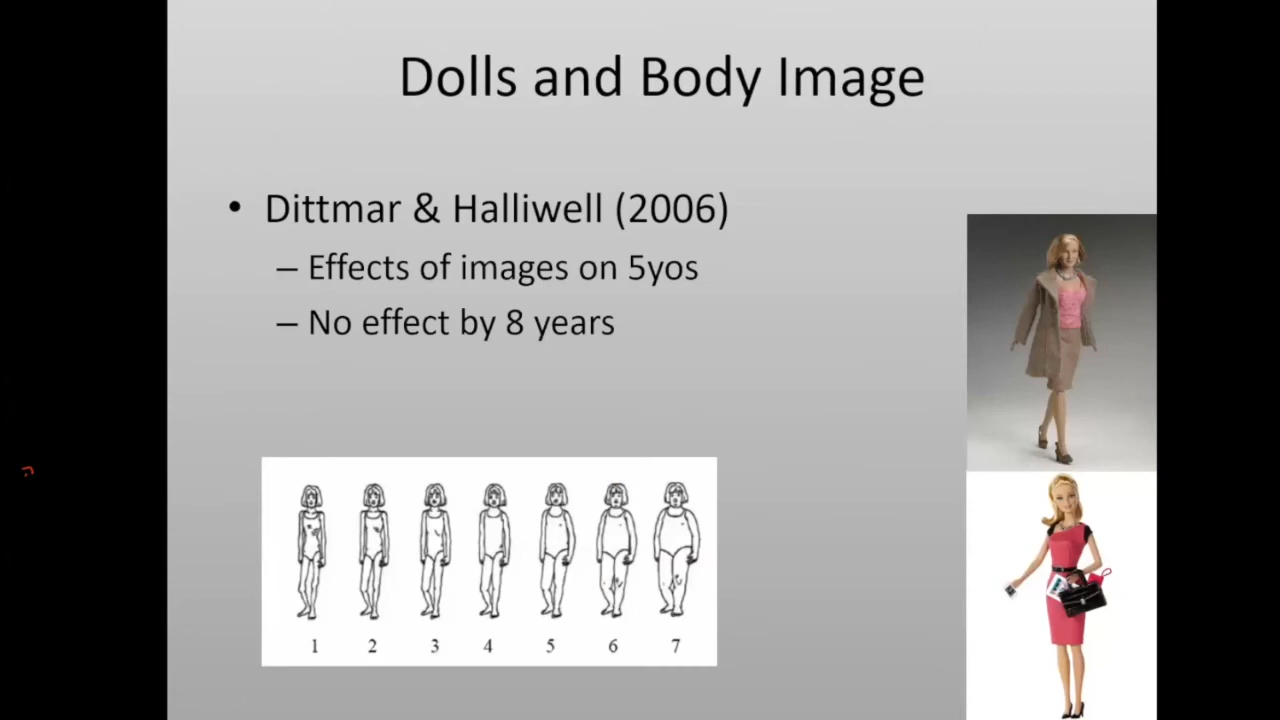 Dolls and Body Image
• Dittmar & Halliwell (2006)
– Effects of images on 5yos
– No effect by 8 years
1 2 3 4 5 6 7